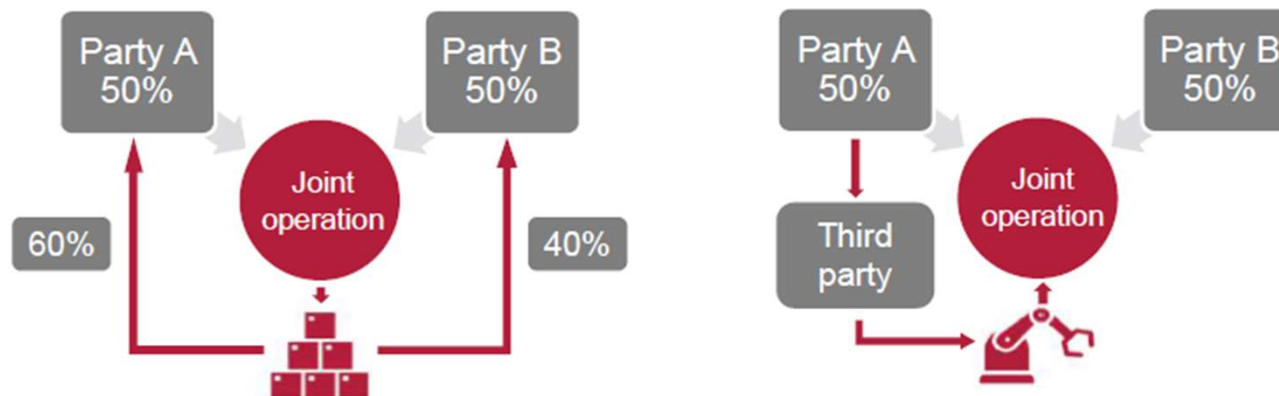 Party A
50%
Party B
50%
Joint
operation
60%
40%
Party A
50%
Party B
50%
Joint
operation
Third
party